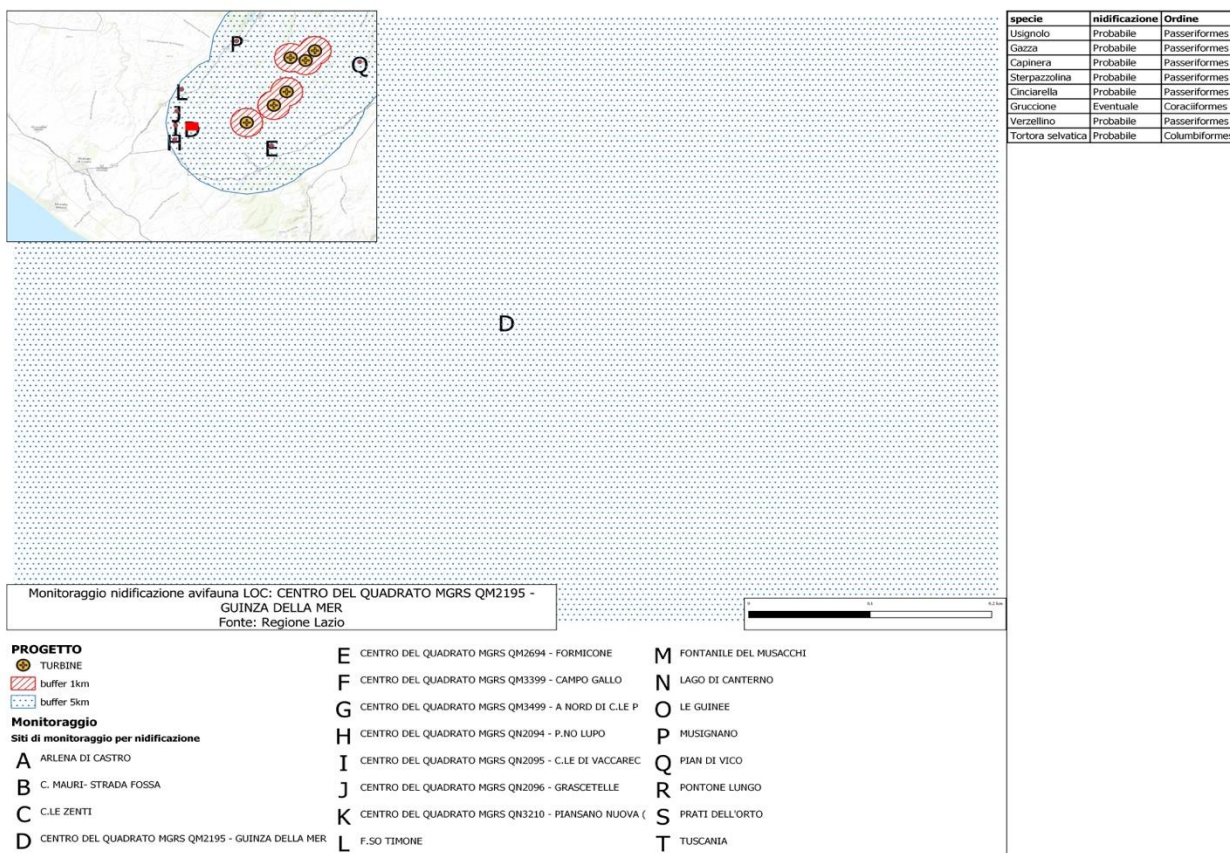 P
Q
L
J
I D
H
E
specie nidificazione Ordine
Usignolo Probabile Passeriformes
Gazza Probabile Passeriformes
Capinera Probabile Passeriformes
Sterpazzolina Probabile Passeriformes
Cinciarella Probabile Passeriformes
Gruccione Eventuale Coraciiformes
Verzellino Probabile Passeriformes
Tortora selvatica Probabile Columbiformes
D
Monitoraggio nidificazione avifauna LOC: CENTRO DEL QUADRATO MGRS QM2195 -
GUINZA DELLA MER
Fonte: Regione Lazio
0 0,1 0,2 km
PROGETTO
TURBINE
buffer 1km
buffer 5km
Monitoraggio
Siti di monitoraggio per nidificazione
A ARLENA DI CASTRO
B C. MAURI- STRADA FOSSA
C C.LE ZENTI
D CENTRO DEL QUADRATO MGRS QM2195 - GUINZA DELLA MER
E CENTRO DEL QUADRATO MGRS QM2694 - FORMICONE
F CENTRO DEL QUADRATO MGRS QM3399 - CAMPO GALLO
G CENTRO DEL QUADRATO MGRS QM3499 - A NORD DI C.LE P
H CENTRO DEL QUADRATO MGRS QN2094 - P.NO LUPO
I CENTRO DEL QUADRATO MGRS QN2095 - C.LE DI VACCAREC
J CENTRO DEL QUADRATO MGRS QN2096 - GRASCETELLE
K CENTRO DEL QUADRATO MGRS QN3210 - PIANSANO NUOVA (
L F.SO TIMONE
M FONTANILE DEL MUSACCHI
N LAGO DI CANTERNO
O LE GUINEE
P MUSIGNANO
Q PIAN DI VICO
R PONTONE LUNGO
S PRATI DELL'ORTO
T TUSCANIA